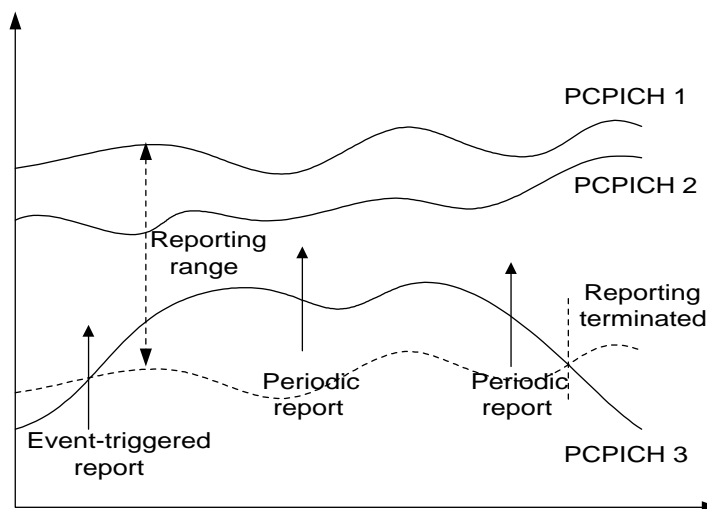 PCPICH 1
PCPICH 2
Reporting
range
Reporting
terminated
Periodic
report
Periodic
report
Event-triggered
report
PCPICH 3